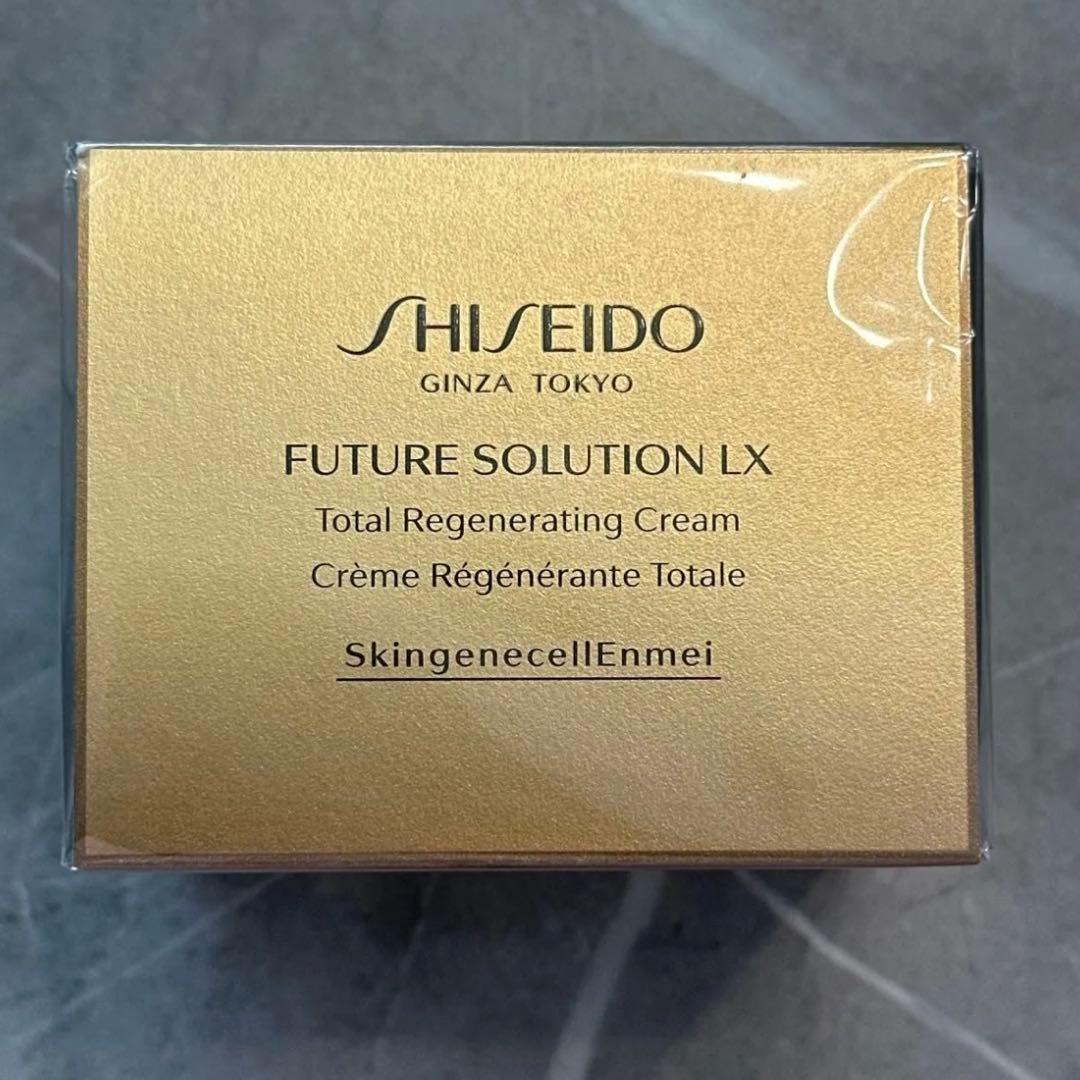 SHISEIDO
GINZA TOKYO
FUTURE SOLUTION LX
Total Regenerating Cream
Crème Régénérante Totale
SkingenecellEnmei